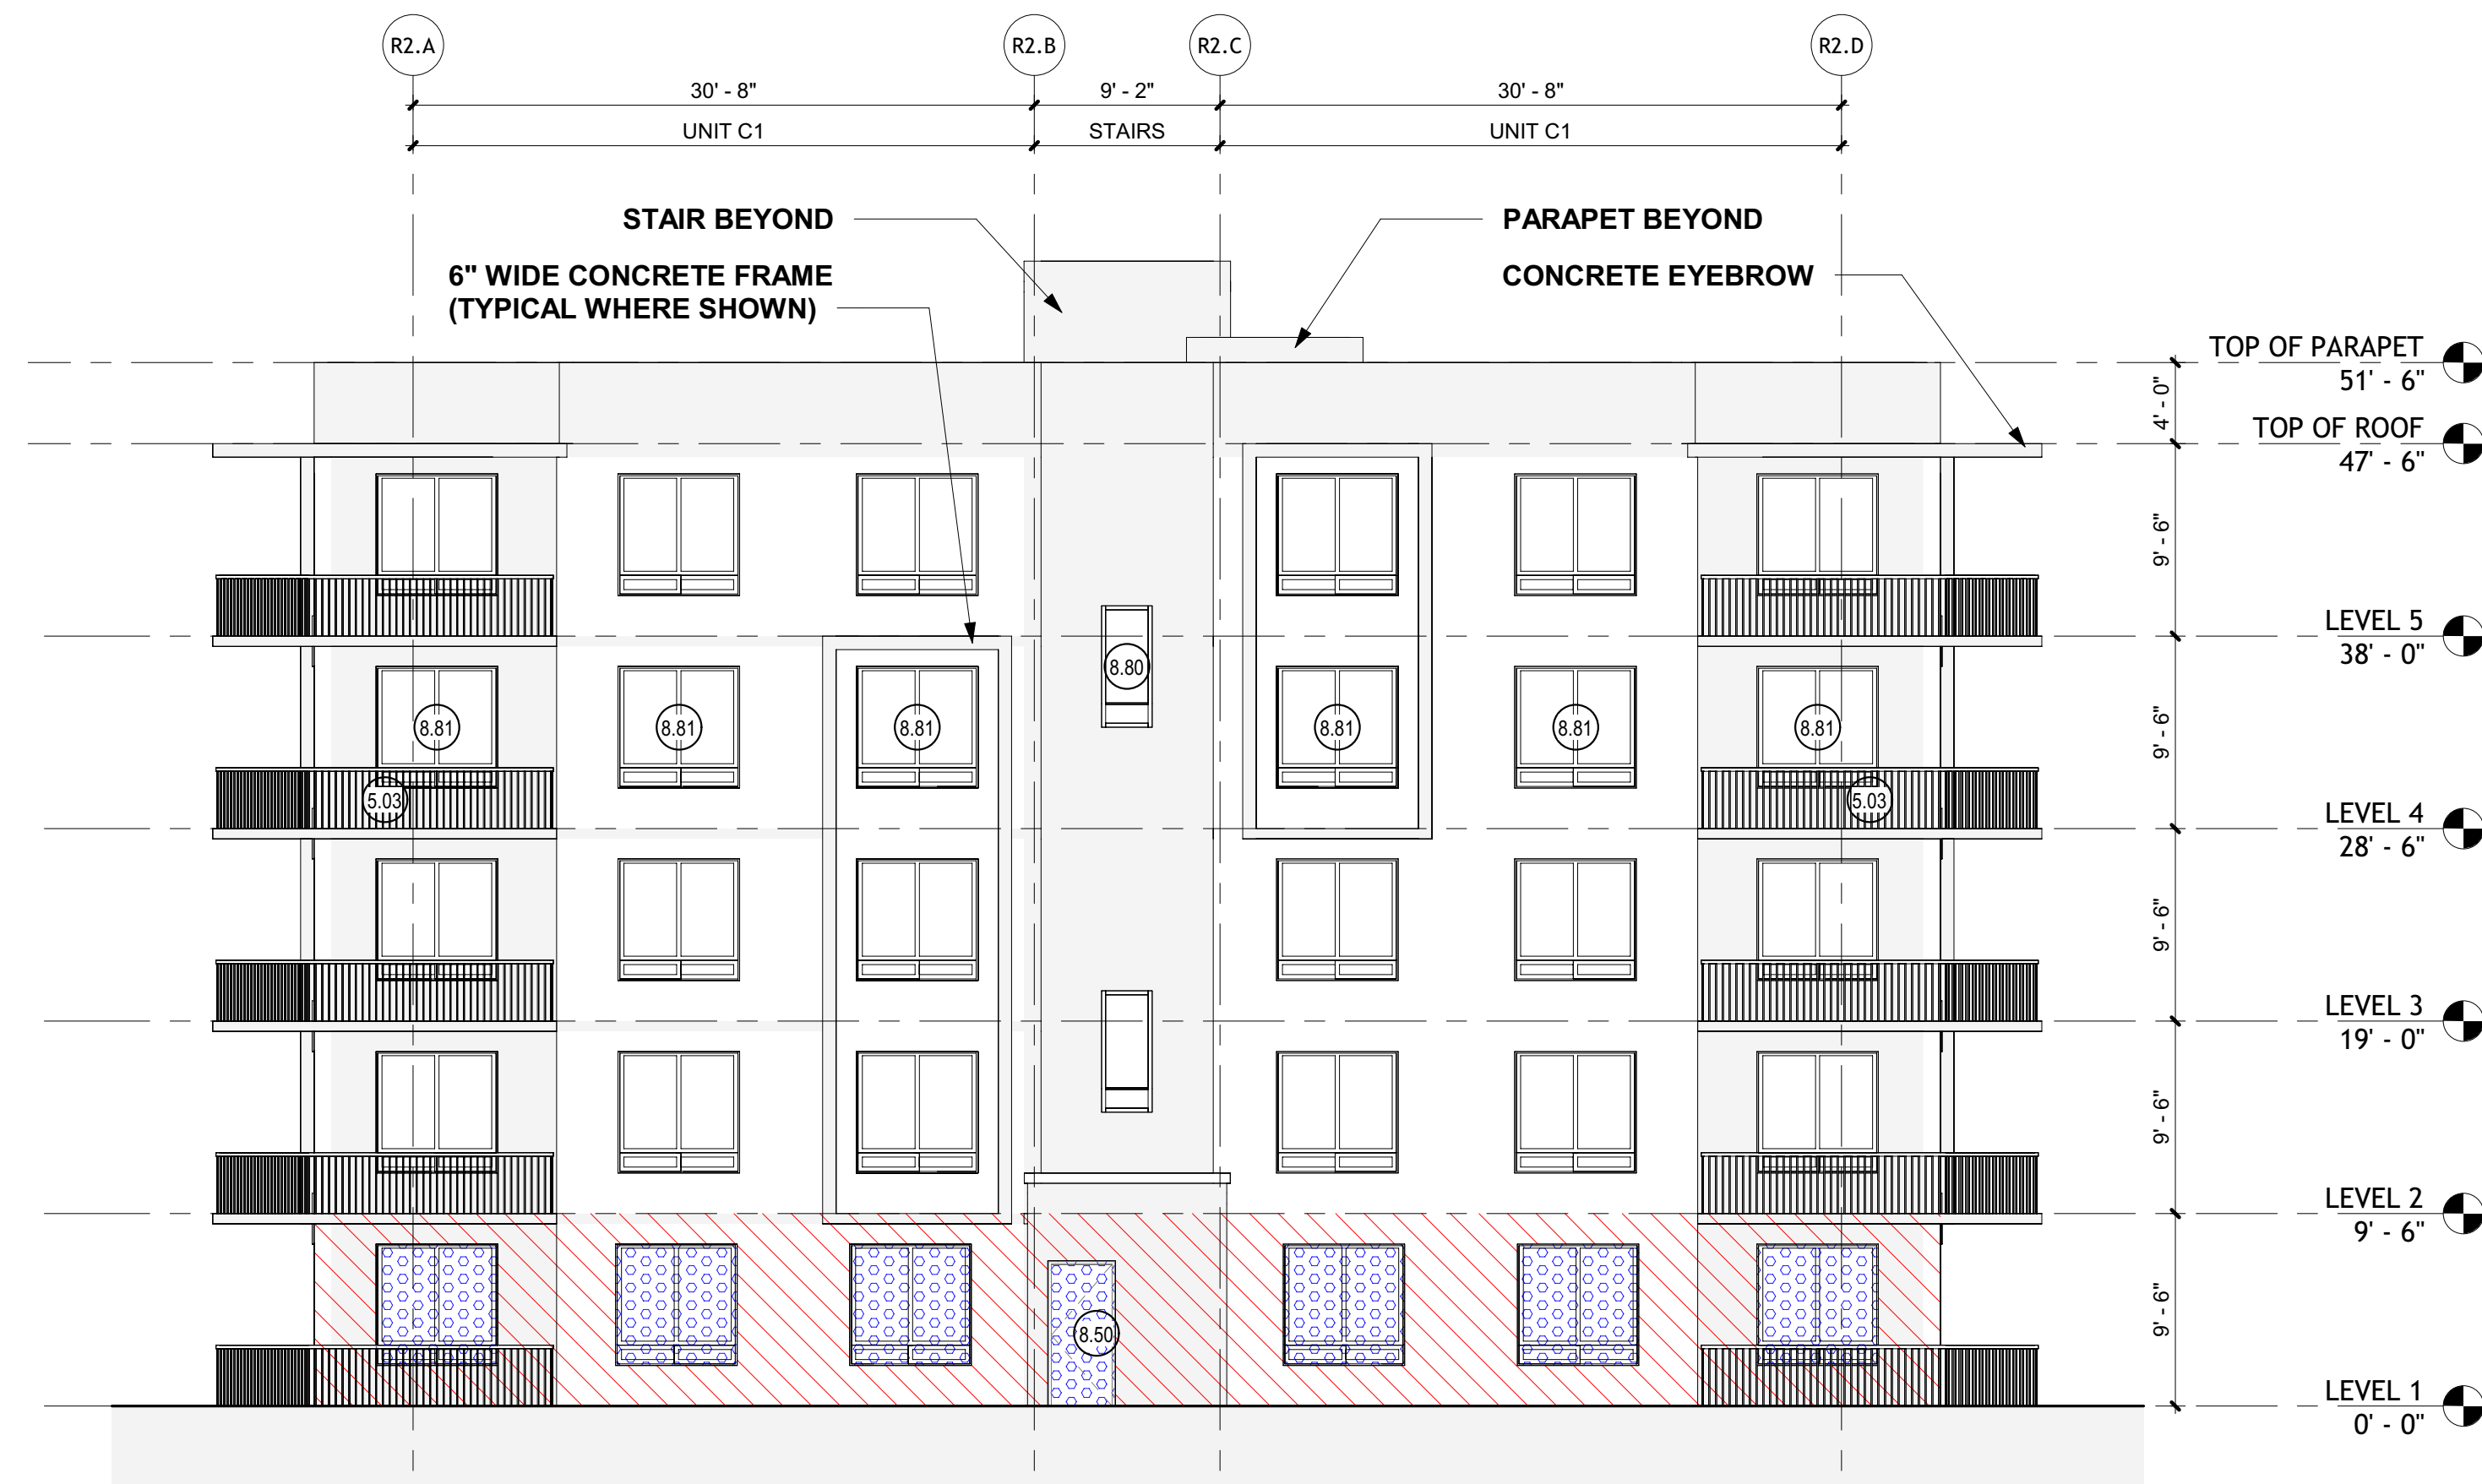 R2.A
R2.B
R2.C
R2.D
30' - 8"
9' - 2"
30' - 8"
UNIT C1
STAIRS
UNIT C1
STAIR BEYOND
PARAPET BEYOND
6" WIDE CONCRETE FRAME
(TYPICAL WHERE SHOWN)
CONCRETE EYEBROW
TOP OF PARAPET
51' - 6"
4' - 0"
TOP OF ROOF
47' - 6"
9' - 6"
LEVEL 5
38' - 0"
8.80
8.81
8.81
8.81
8.81
8.81
8.81
9' - 6"
5.03
5.03
LEVEL 4
28' - 6"
9' - 6"
LEVEL 3
19' - 0"
9' - 6"
LEVEL 2
9' - 6"
9' - 6"
8.50
LEVEL 1
0' - 0"